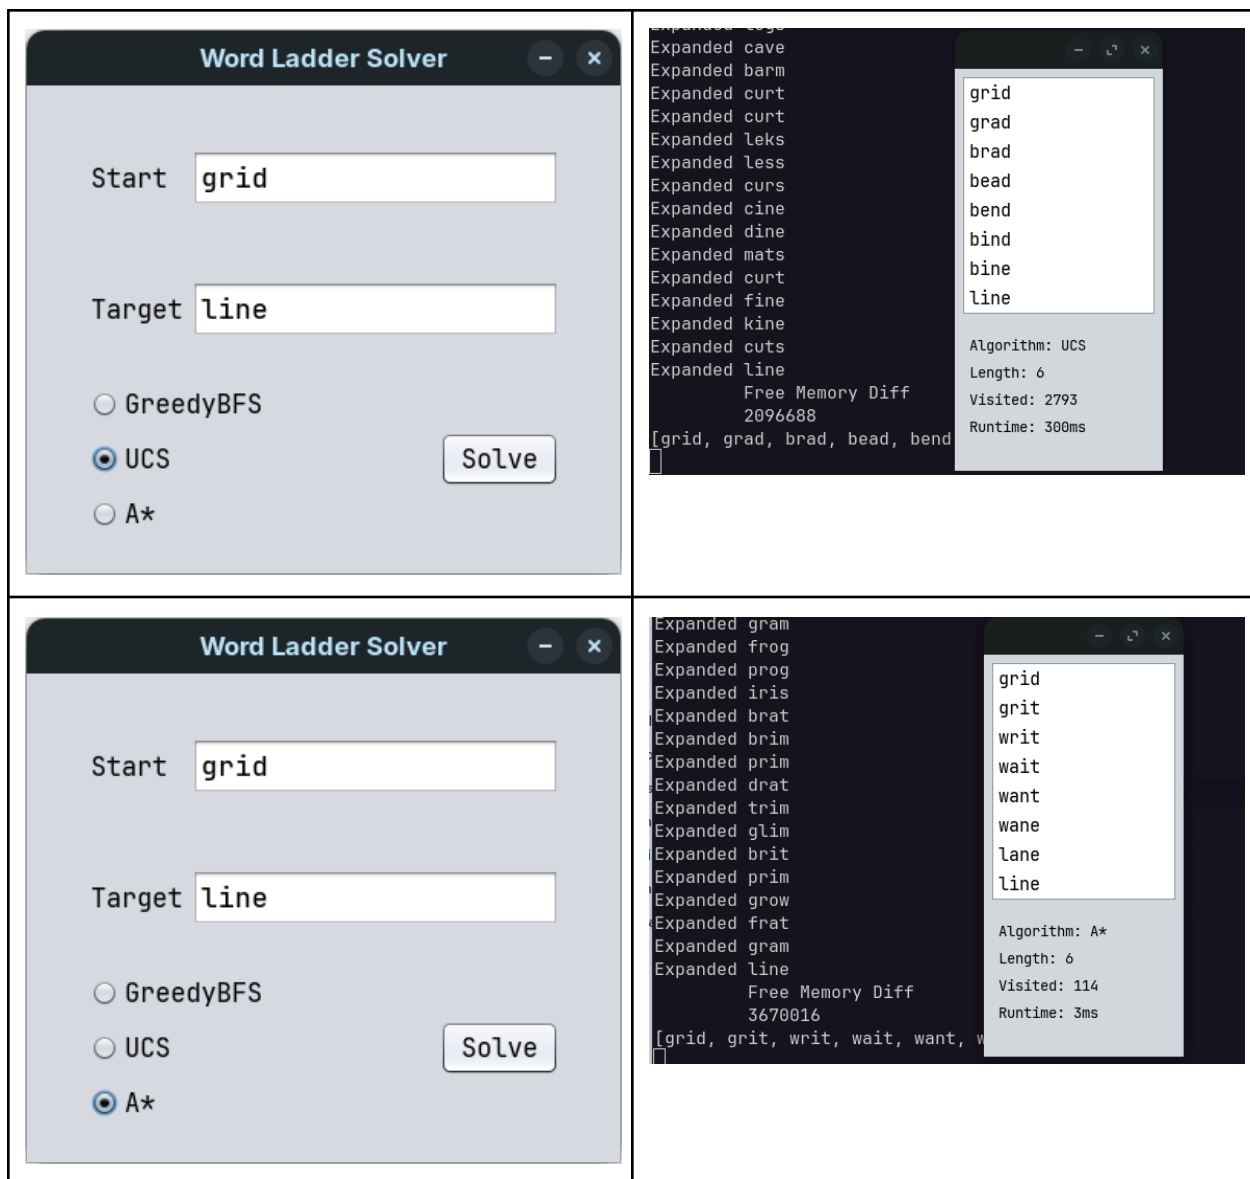 Word Ladder Solver
Start grid
Target line
GreedyBFS
UCS
Solve
A*
Expanded cave
Expanded barm
Expanded curt
Expanded curt
Expanded leks
Expanded less
Expanded curs
Expanded cine
Expanded dine
Expanded mats
Expanded curt
Expanded fine
Expanded kine
Expanded cuts
Expanded line
Free Memory Diff
2096688
[grid, grad, brad, bead, bend
grid
grad
brad
bead
bend
bind
bine
line
Algorithm: UCS
Length: 6
Visited: 2793
Runtime: 300ms
Word Ladder Solver
Start grid
Target line
GreedyBFS
UCS
Solve
A*
Expanded gram
Expanded frog
Expanded prog
Expanded iris
Expanded brat
Expanded brim
Expanded prim
Expanded drat
Expanded trim
Expanded glim
Expanded brit
Expanded prim
Expanded grow
Expanded frat
Expanded gram
Expanded line
Free Memory Diff
3670016
[grid, grit, writ, wait, want, w
grid
grit
writ
wait
want
wane
lane
line
Algorithm: A*
Length: 6
Visited: 114
Runtime: 3ms